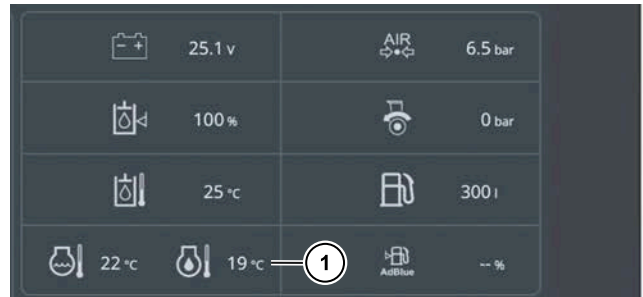 25.1 v
AIR
6.5 bar
100 %
0 bar
25 °C
300 l
22 °C
19 °C
1
AdBlue
-- %